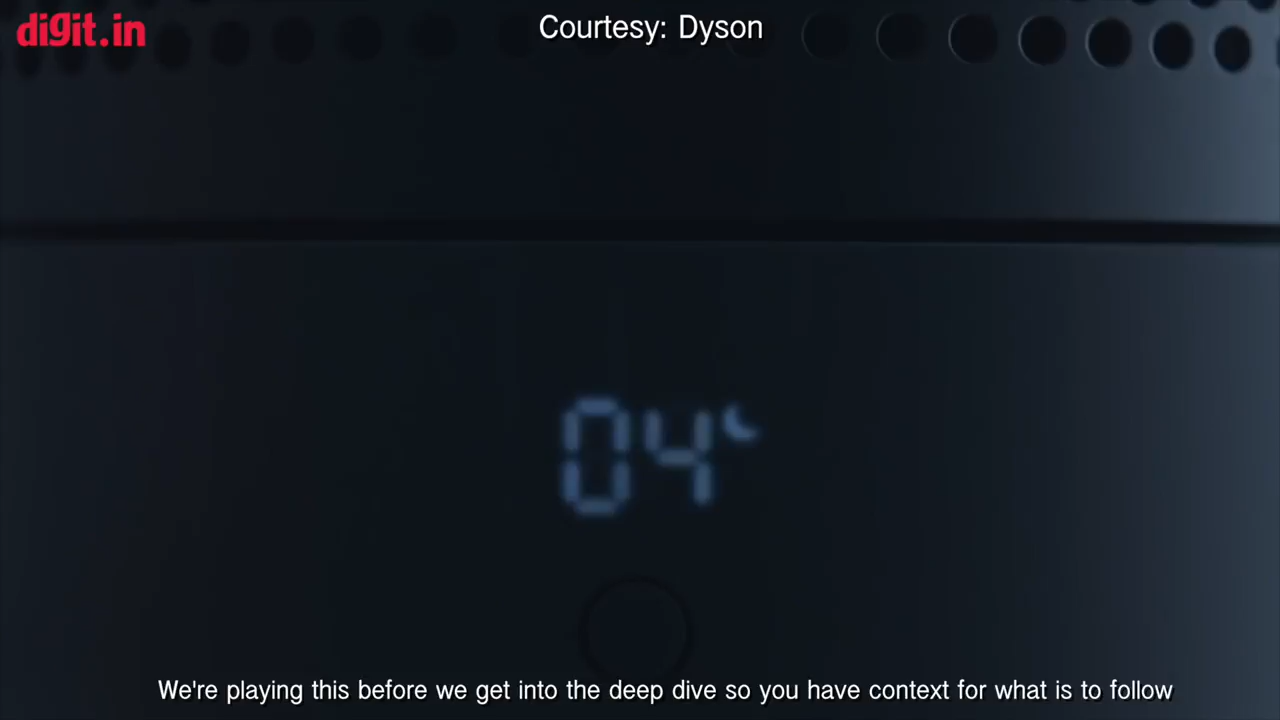 digit.in
Courtesy: Dyson
04
We're playing this before we get into the deep dive so you have context for what is to follow